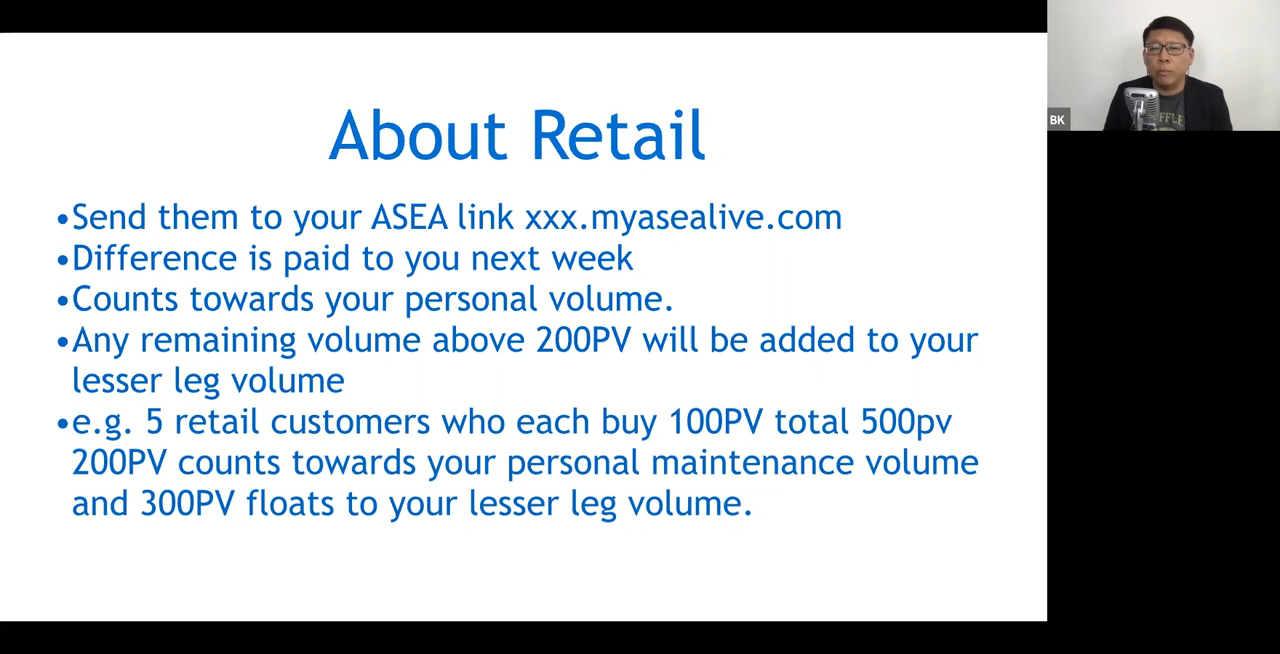 About Retail
•Send them to your ASEA link xxx.myasealive.com
•Difference is paid to you next week
•Counts towards your personal volume.
•Any remaining volume above 200PV will be added to your
lesser leg volume
•e.g. 5 retail customers who each buy 100PV total 500pv
200PV counts towards your personal maintenance volume
and 300PV floats to your lesser leg volume.
BK